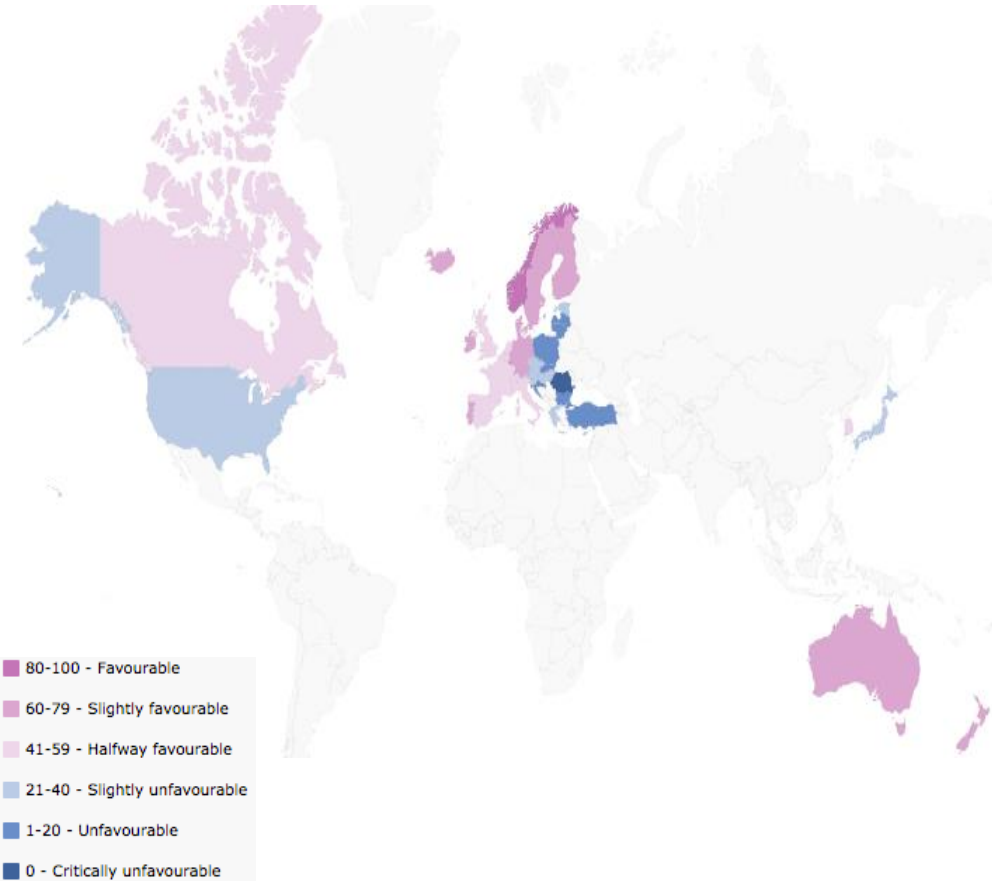 80-100 - Favourable
60-79 - Slightly favourable
41-59 - Halfway favourable
21-40 - Slightly unfavourable
1-20 - Unfavourable
0 - Critically unfavourable